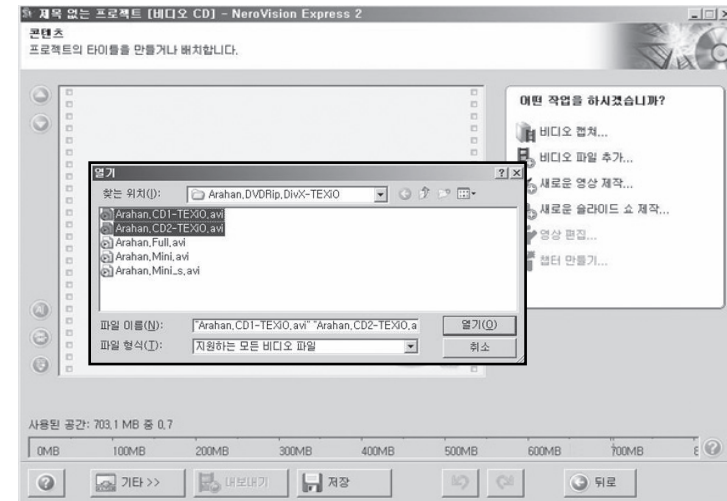 제목 없는 프로젝트 [비디오 CD] - NeroVision Express 2
콘텐츠
프로젝트의 타이틀을 만들거나 배치합니다.
어떤 작업을 하시겠습니까?
비디오 캡쳐...
비디오 파일 추가...
새로운 영상 제작...
새로운 슬라이드 쇼 제작...
영상 편집...
챕터 만들기...
열기
찾는 위치(I):
Arahan,DVDRip,DivX-TEXiO
Arahan,CD1-TEXiO,avi
Arahan,CD2-TEXiO,avi
Arahan,Full,avi
Arahan,Mini,avi
Arahan,Mini_s,avi
파일 이름(N):
"Arahan,CD1-TEXiO,avi" "Arahan,CD2-TEXiO,a
열기(O)
파일 형식(T):
지원하는 모든 비디오 파일
취소
사용된 공간: 703,1 MB 중 0,7
0MB 100MB 200MB 300MB 400MB 500MB 600MB 700MB 8
기타 >>
내보내기
저장
뒤로